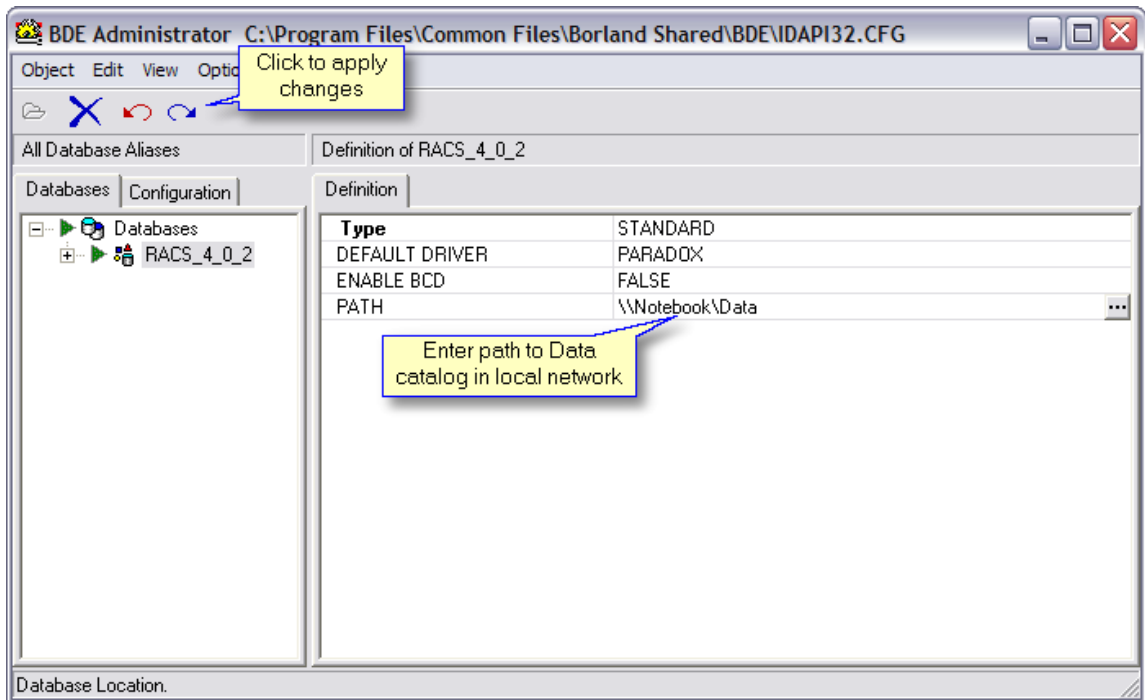 BDE Administrator C:\Program Files\Common Files\Borland Shared\BDE\IDAPI32.CFG
Object Edit View Optio
Click to apply
changes
All Database Aliases
Definition of RACS_4_0_2
Databases Configuration
Definition
Databases
RACS_4_0_2
Type STANDARD
DEFAULT DRIVER PARADOX
ENABLE BCD FALSE
PATH \\Notebook\Data ...
Enter path to Data
catalog in local network
Database Location.